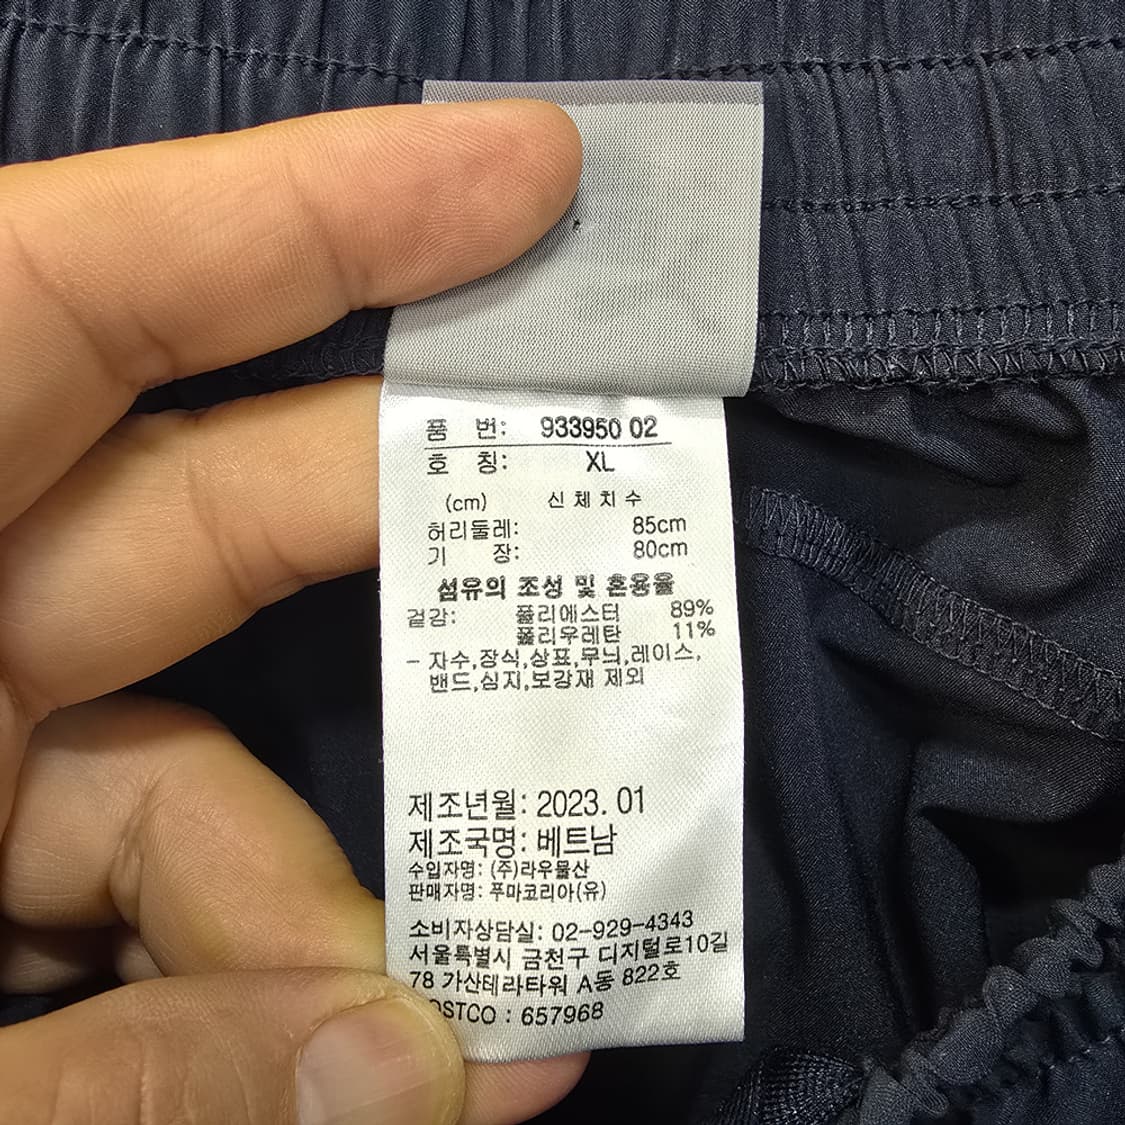 품 번: 933950 02
호 칭: XL
(cm) 신 체 치 수
허리둘레: 85cm
기 장: 80cm
섬유의 조성 및 혼용율
겉감: 폴리에스터 89%
폴리우레탄 11%
- 자수,장식,상표,무늬,레이스,
밴드,심지,보강재 제외
제조년월: 2023. 01
제조국명: 베트남
수입자명: (주)라우물산
판매자명: 푸마코리아(유)
소비자상담실: 02-929-4343
서울특별시 금천구 디지털로10길
78 가산테라타워 A동 822호
OSTCO : 657968